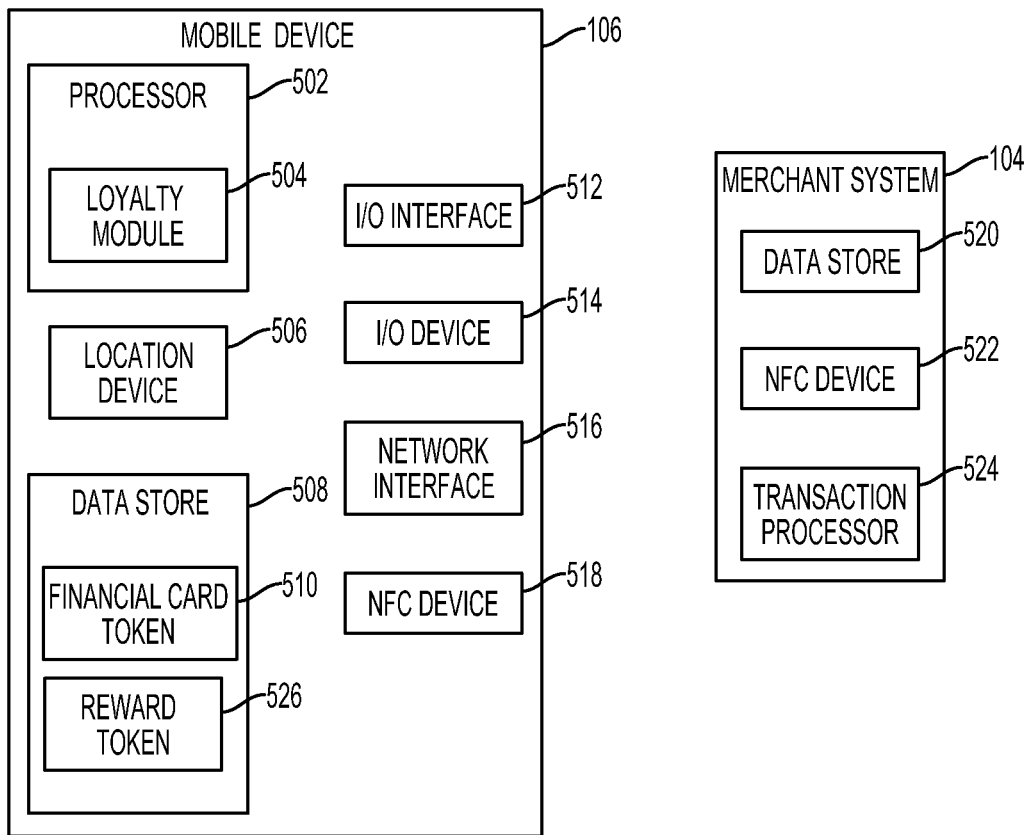 MOBILE DEVICE
106
PROCESSOR
502
LOYALTY
MODULE
504
LOCATION
DEVICE
506
DATA STORE
508
FINANCIAL CARD
TOKEN
510
REWARD
TOKEN
526
I/O INTERFACE
512
I/O DEVICE
514
NETWORK
INTERFACE
516
NFC DEVICE
518
MERCHANT SYSTEM
104
DATA STORE
520
NFC DEVICE
522
TRANSACTION
PROCESSOR
524